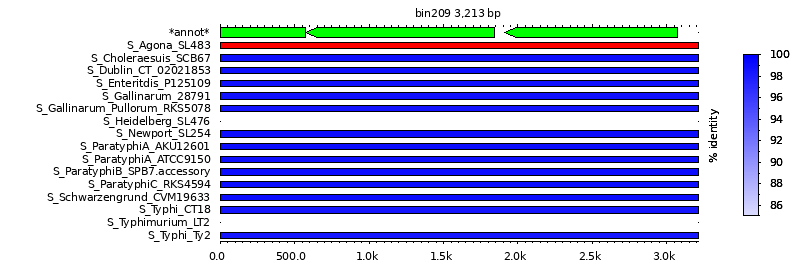 bin209 3,213 bp
*annot*
S_Agona_SL483
S_Choleraesuis_SCB67
S_Dublin_CT_02021853
S_Enteritdis_P125109
S_Gallinarum_28791
S_Gallinarum_Pullorum_RKS5078
S_Heidelberg_SL476
S_Newport_SL254
S_ParatyphiA_AKU12601
S_ParatyphiA_ATCC9150
S_ParatyphiB_SPB7.accessory
S_ParatyphiC_RKS4594
S_Schwarzengrund_CVM19633
S_Typhi_CT18
S_Typhimurium_LT2
S_Typhi_Ty2
0.0 500.0 1.0k 1.5k 2.0k 2.5k 3.0k
% identity
100
98
96
94
92
90
88
86